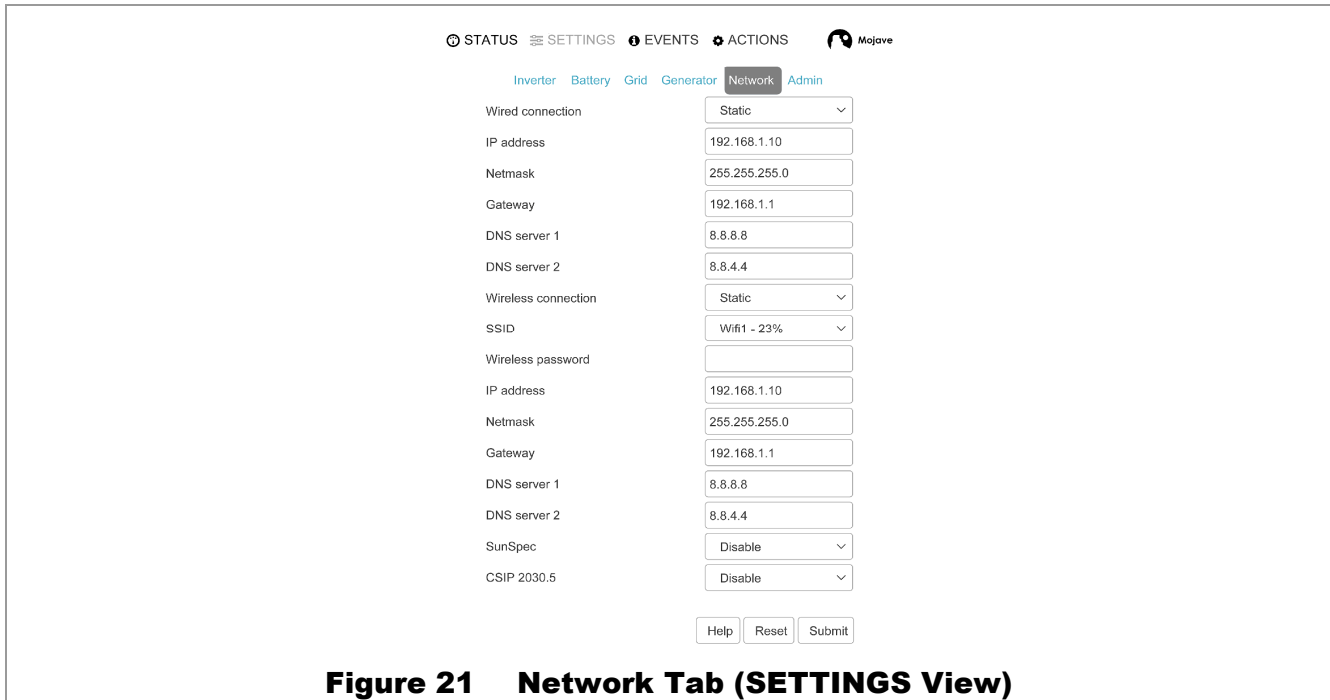 STATUS SETTINGS EVENTS ACTIONS Mojave
Inverter Battery Grid Generator Network Admin
Wired connection Static
IP address 192.168.1.10
Netmask 255.255.255.0
Gateway 192.168.1.1
DNS server 1 8.8.8.8
DNS server 2 8.8.4.4
Wireless connection Static
SSID Wifi1 - 23%
Wireless password
IP address 192.168.1.10
Netmask 255.255.255.0
Gateway 192.168.1.1
DNS server 1 8.8.8.8
DNS server 2 8.8.4.4
SunSpec Disable
CSIP 2030.5 Disable
Help Reset Submit
Figure 21 Network Tab (SETTINGS View)